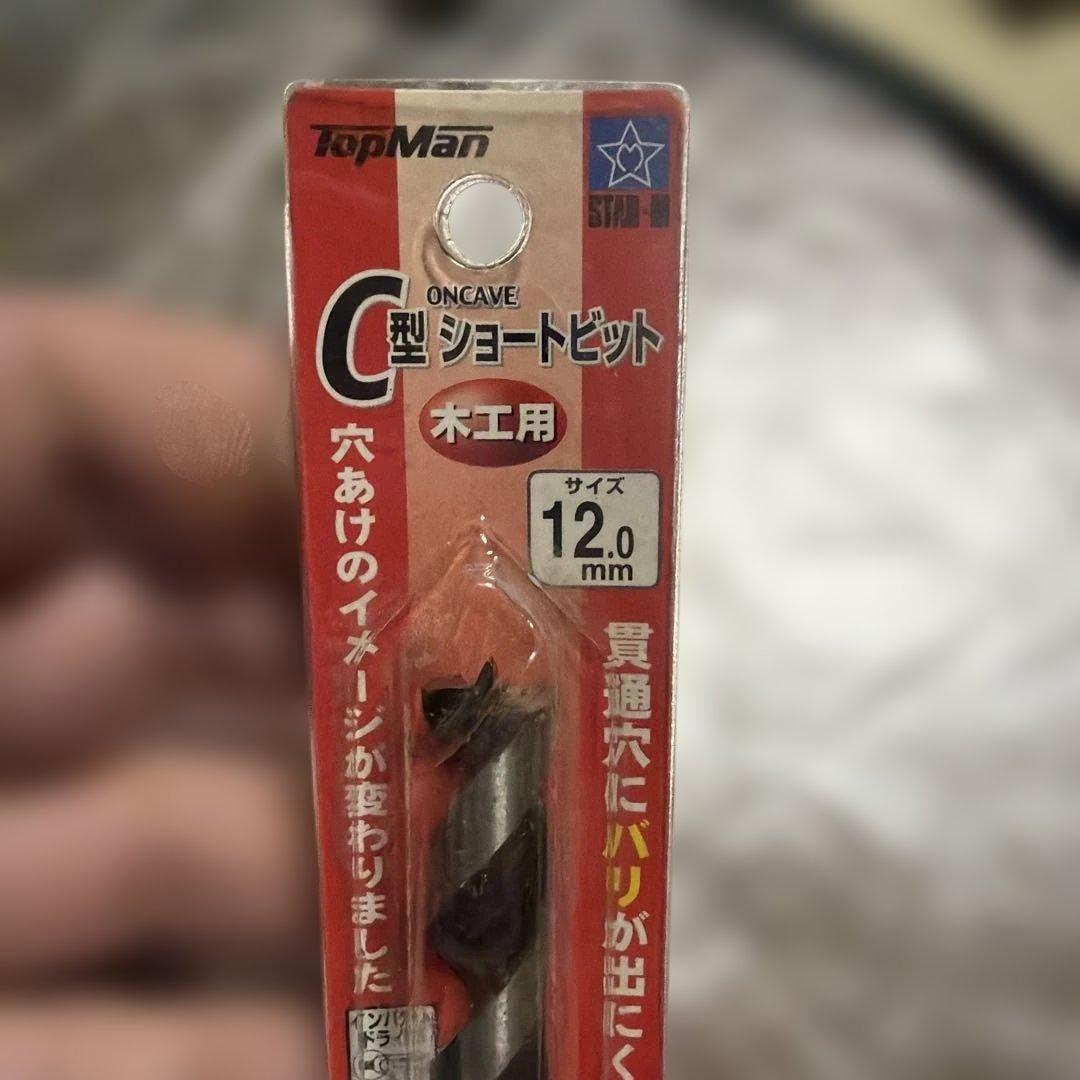 TopMan
STAR-M
C型 ショートビット
ONCAVE
木工用
サイズ
12.0
mm
穴あけのイメージが変わりました
貫通穴にバリが出にく